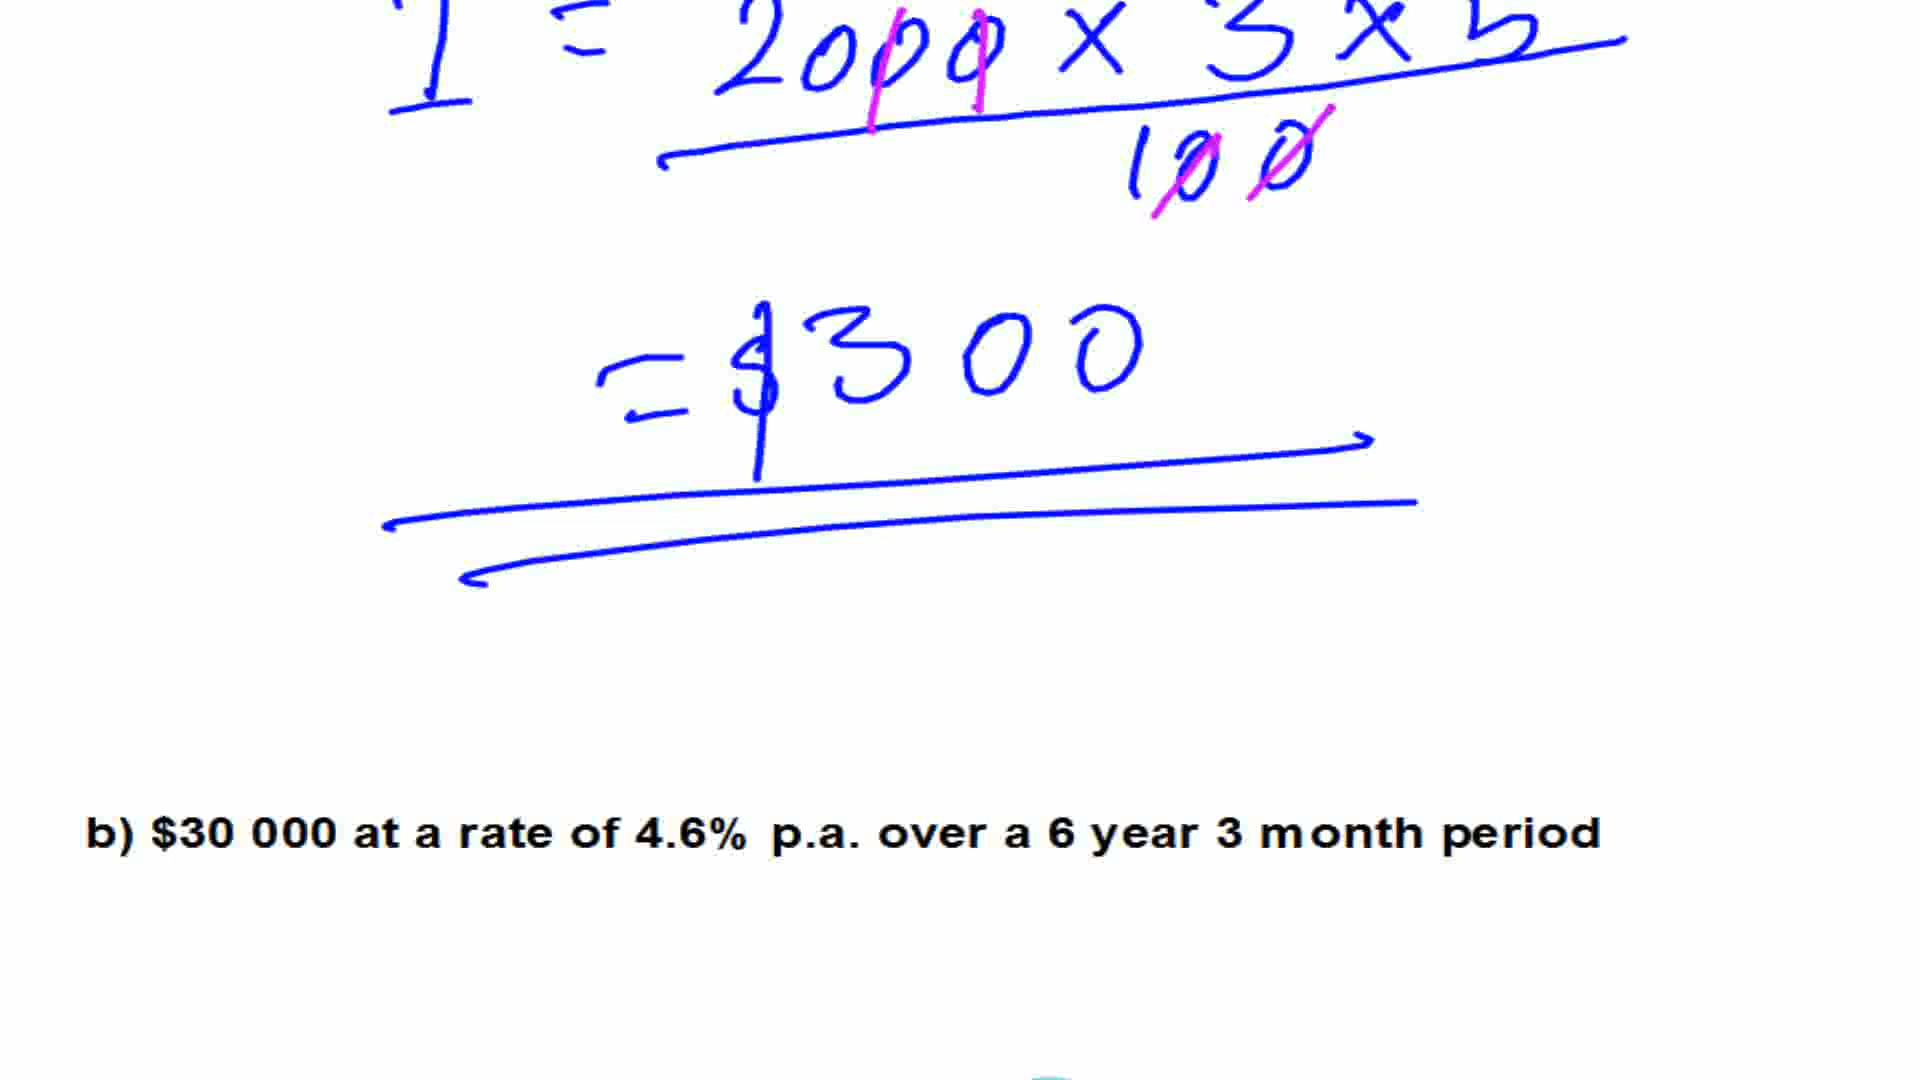 I = 2000 × 3 × 5
100
= $300
b) $30 000 at a rate of 4.6% p.a. over a 6 year 3 month period